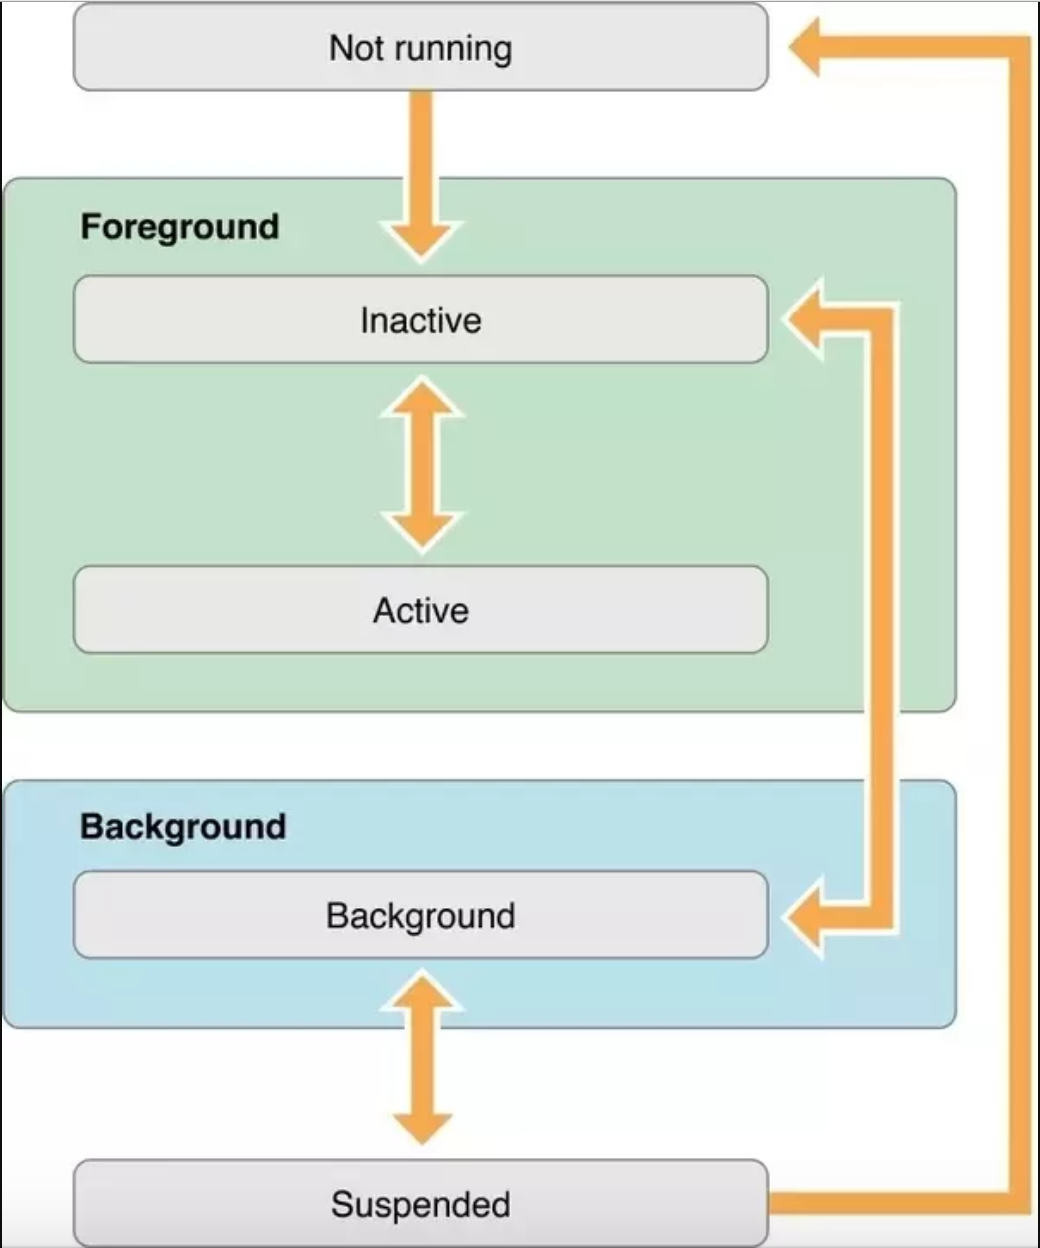 Not running
Foreground
Inactive
Active
Background
Background
Suspended